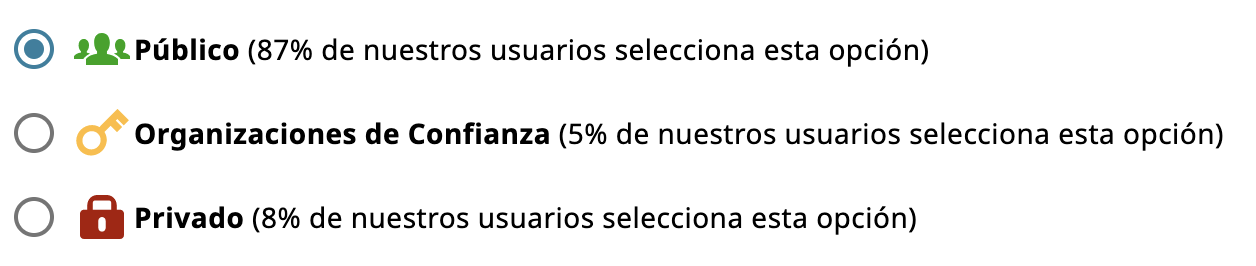 Público (87% de nuestros usuarios selecciona esta opción)
Organizaciones de Confianza (5% de nuestros usuarios selecciona esta opción)
Privado (8% de nuestros usuarios selecciona esta opción)